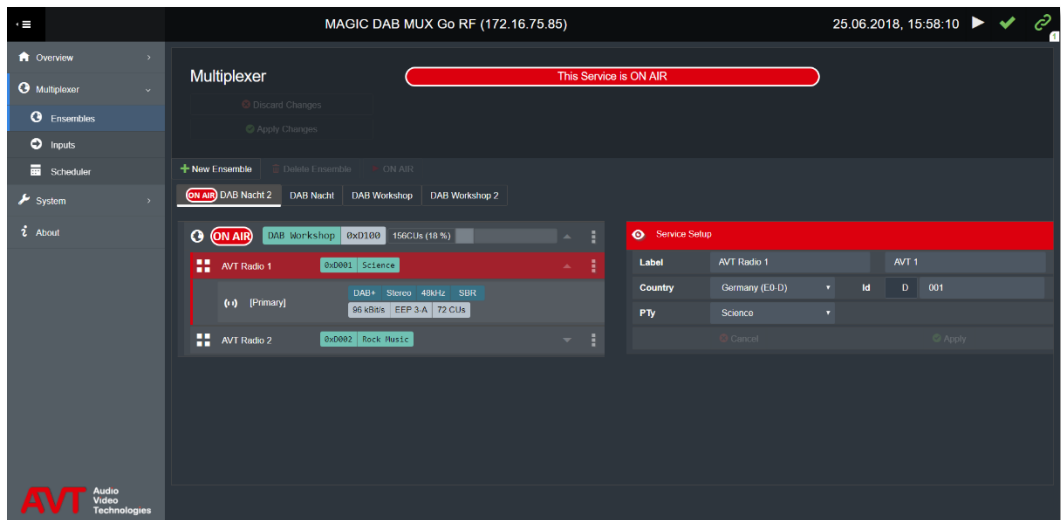 MAGIC DAB MUX Go RF (172.16.75.85)
25.06.2018, 15:58:10
1
Overview
Multiplexer
Ensembles
Inputs
Scheduler
System
About
Multiplexer
This Service is ON AIR
Discard Changes
Apply Changes
New Ensemble Delete Ensemble ON AIR
ON AIR DAB Nacht 2 DAB Nacht DAB Workshop DAB Workshop 2
ON AIR DAB Workshop 0xD100 156CUs (18 %)
AVT Radio 1 0xD001 Science
[Primary] DAB+ Stereo 48kHz SBR
96 kBit/s EEP 3-A 72 CUs
AVT Radio 2 0xD002 Rock Music
Service Setup
Label AVT Radio 1 AVT 1
Country Germany (E0-D) Id D 001
PTy Science
Cancel Apply
AVT Audio
Video
Technologies